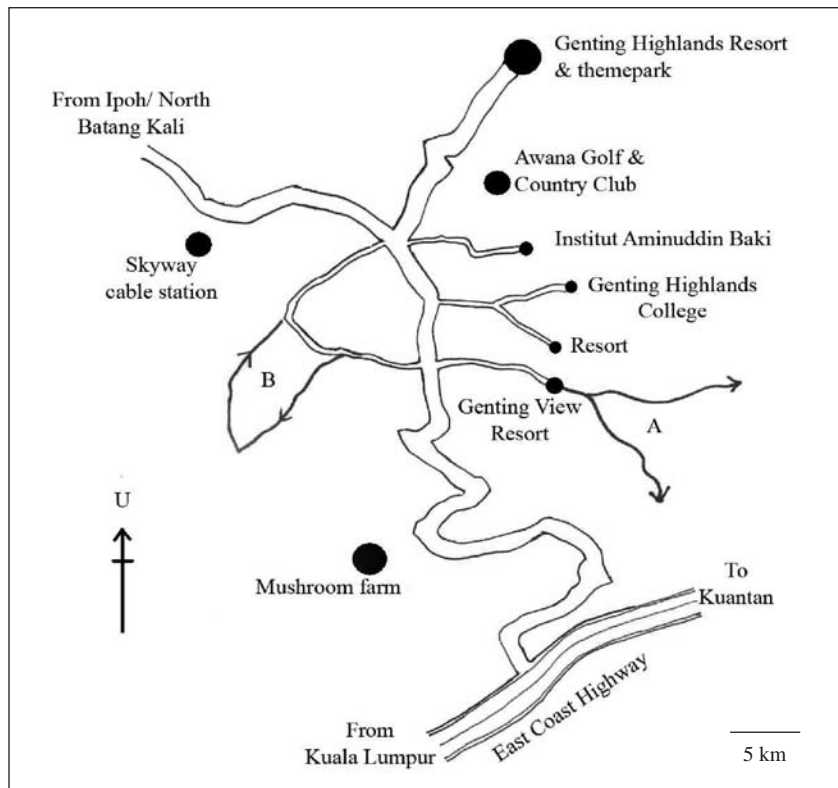 Genting Highlands Resort
& themepark
From Ipoh/ North
Batang Kali
Awana Golf &
Country Club
Institut Aminuddin Baki
Skyway
cable station
Genting Highlands
College
Resort
B
Genting View
Resort
A
U
Mushroom farm
To
Kuantan
East Coast Highway
From
Kuala Lumpur
5 km